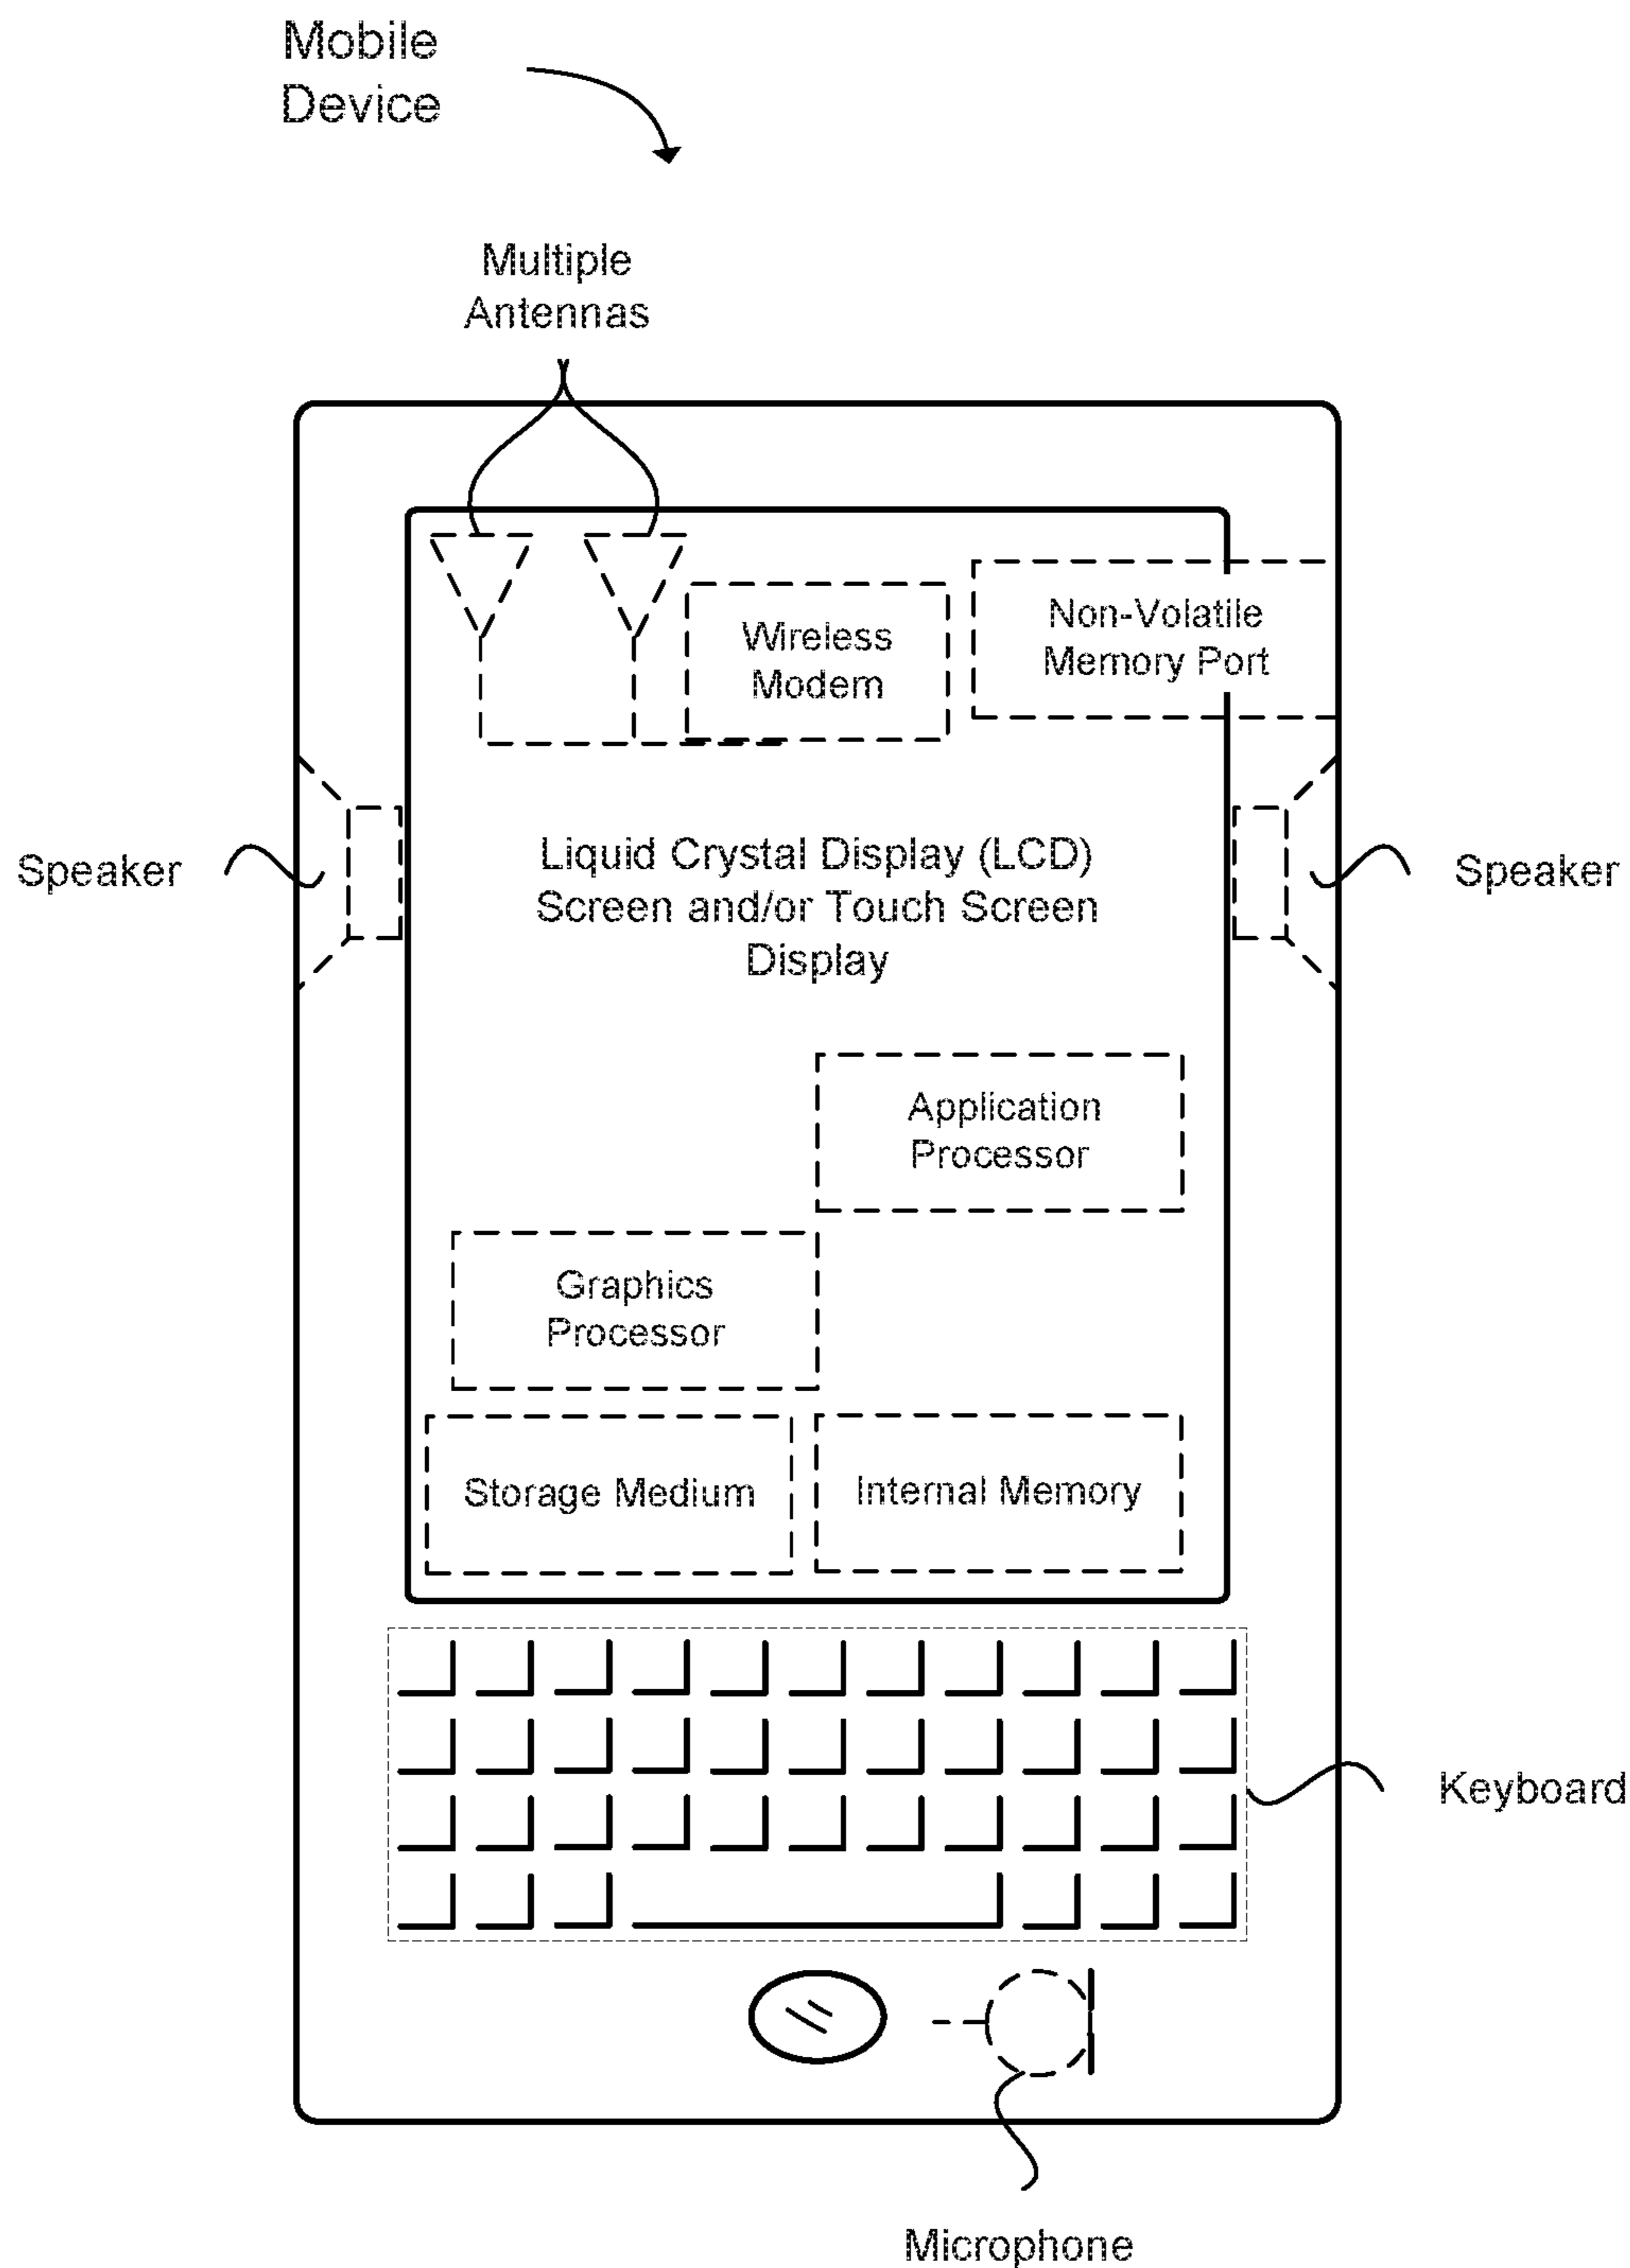 Mobile
Device
Multiple
Antennas
Wireless
Modem
Non-Volatile
Memory Port
Speaker
Liquid Crystal Display (LCD)
Screen and/or Touch Screen
Display
Speaker
Application
Processor
Graphics
Processor
Storage Medium
Internal Memory
Keyboard
Microphone